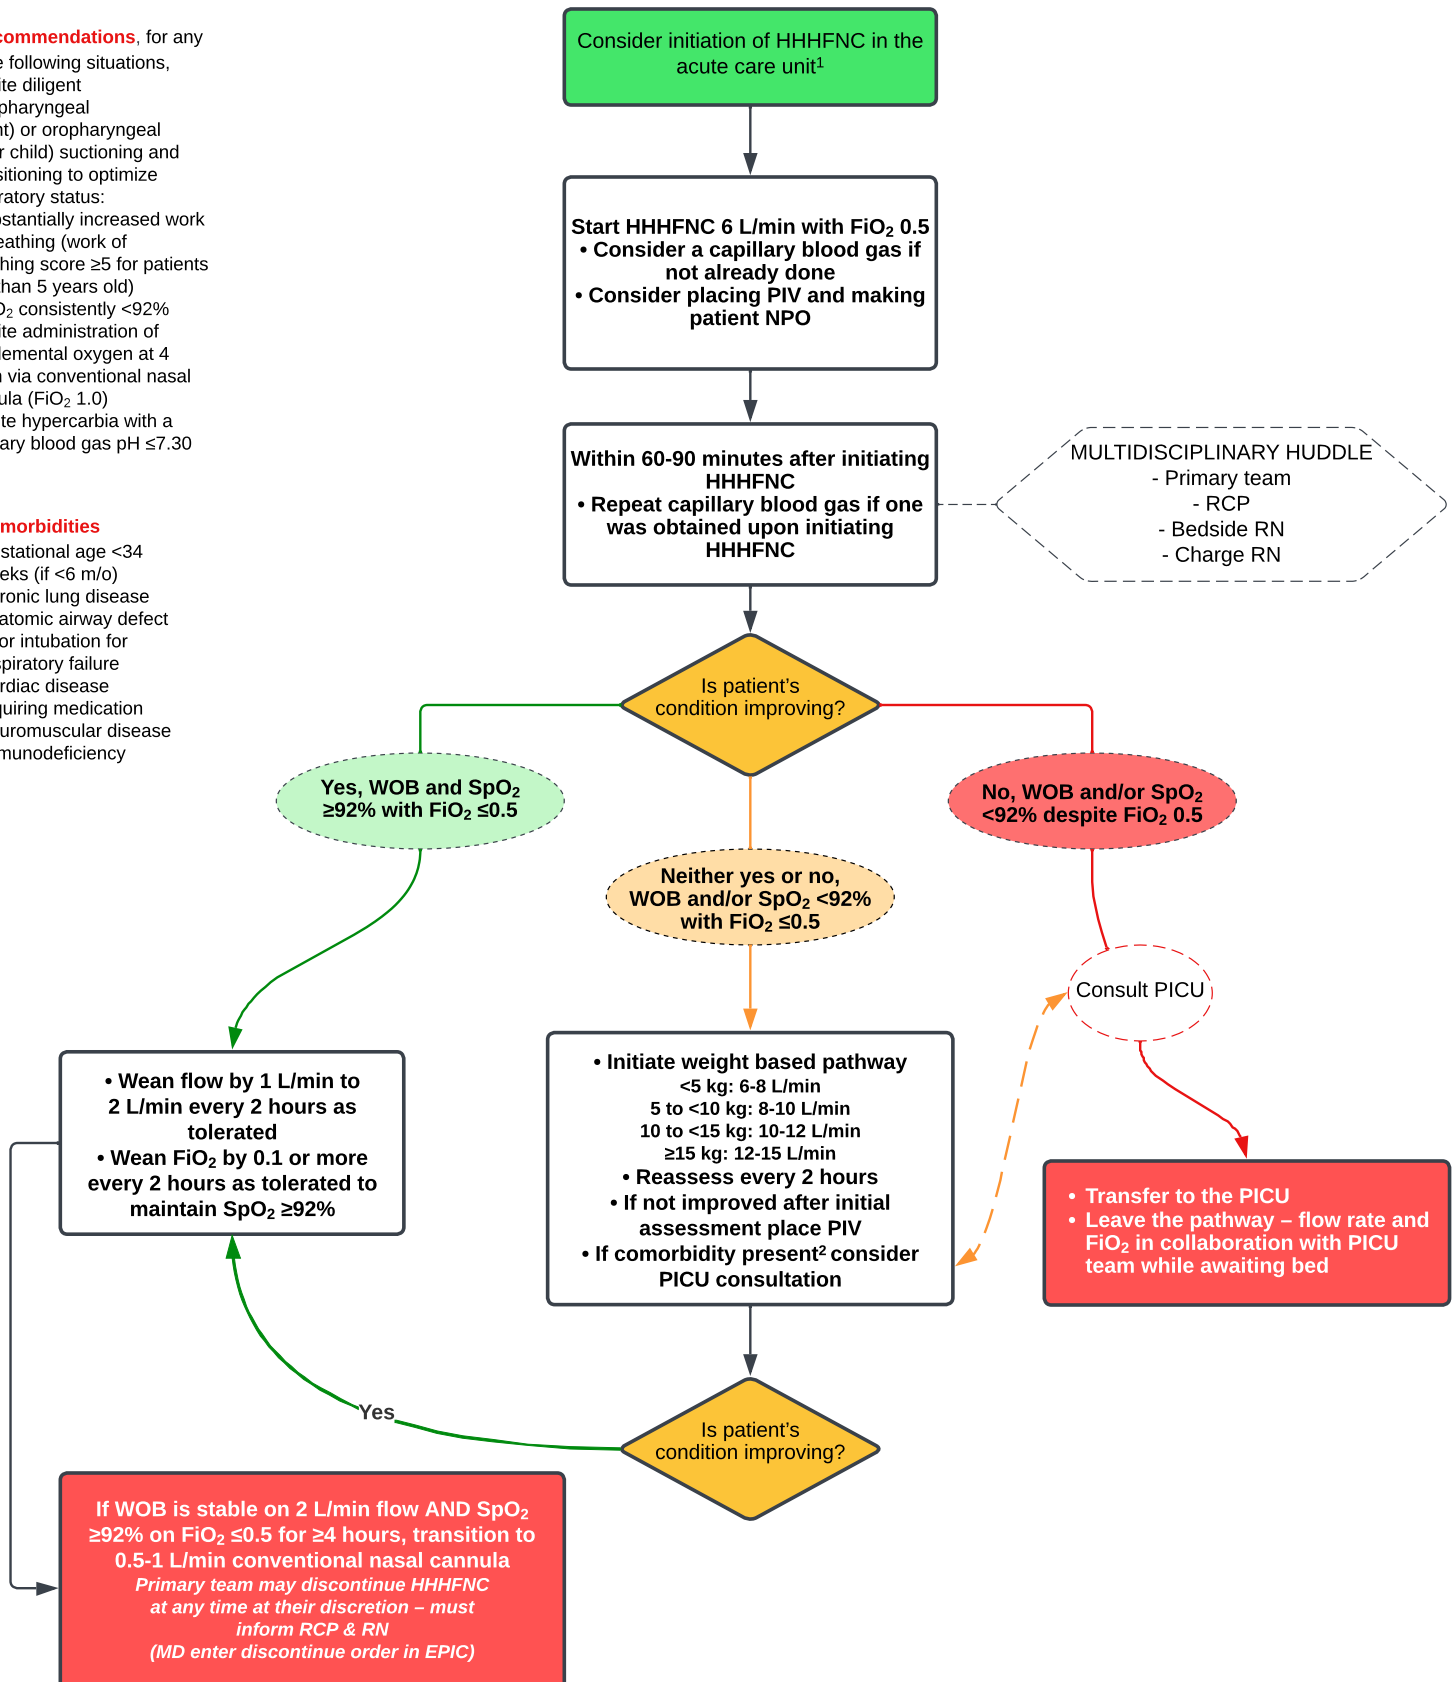 commendations, for any
e following situations,
ite diligent
pharyngeal
nt) or oropharyngeal
r child) suctioning and
sitioning to optimize
ratory status:
ostantially increased work
eathing (work of
thing score ≥5 for patients
than 5 years old)
O₂ consistently <92%
ite administration of
lemental oxygen at 4
n via conventional nasal
ula (FiO₂ 1.0)
te hypercarbia with a
ary blood gas pH ≤7.30
morbidities
stational age <34
eks (if <6 m/o)
ronic lung disease
atomic airway defect
or intubation for
spiratory failure
rdiac disease
quiring medication
uromuscular disease
munodeficiency
Consider initiation of HHHFNC in the
acute care unit¹
Start HHHFNC 6 L/min with FiO₂ 0.5
• Consider a capillary blood gas if
not already done
• Consider placing PIV and making
patient NPO
Within 60-90 minutes after initiating
HHHFNC
• Repeat capillary blood gas if one
was obtained upon initiating
HHHFNC
MULTIDISCIPLINARY HUDDLE
- Primary team
- RCP
- Bedside RN
- Charge RN
Is patient's
condition improving?
Yes, WOB and SpO₂
≥92% with FiO₂ ≤0.5
Neither yes or no,
WOB and/or SpO₂ <92%
with FiO₂ ≤0.5
No, WOB and/or SpO₂
<92% despite FiO₂ 0.5
Consult PICU
• Wean flow by 1 L/min to
2 L/min every 2 hours as
tolerated
• Wean FiO₂ by 0.1 or more
every 2 hours as tolerated to
maintain SpO₂ ≥92%
• Initiate weight based pathway
<5 kg: 6-8 L/min
5 to <10 kg: 8-10 L/min
10 to <15 kg: 10-12 L/min
≥15 kg: 12-15 L/min
• Reassess every 2 hours
• If not improved after initial
assessment place PIV
• If comorbidity present² consider
PICU consultation
• Transfer to the PICU
• Leave the pathway – flow rate and
FiO₂ in collaboration with PICU
team while awaiting bed
Yes
Is patient's
condition improving?
If WOB is stable on 2 L/min flow AND SpO₂
≥92% on FiO₂ ≤0.5 for ≥4 hours, transition to
0.5-1 L/min conventional nasal cannula
Primary team may discontinue HHHFNC
at any time at their discretion – must
inform RCP & RN
(MD enter discontinue order in EPIC)